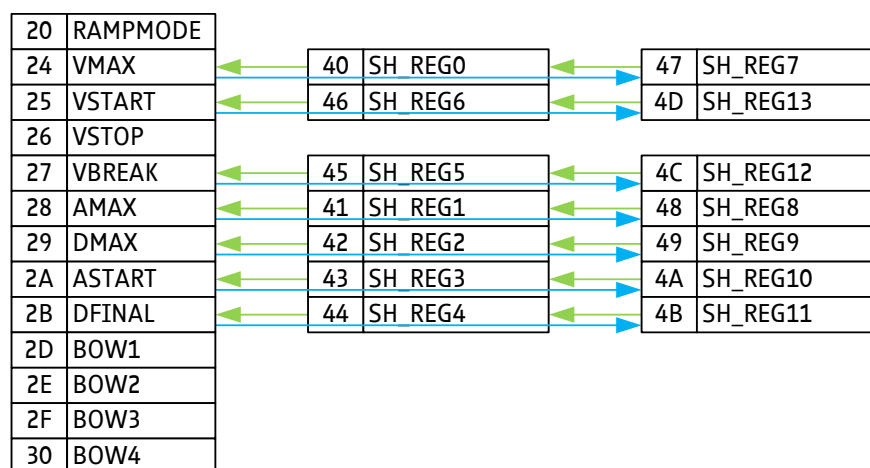 20 RAMPMODE
24 VMAX 40 SH_REG0 47 SH_REG7
25 VSTART 46 SH_REG6 4D SH_REG13
26 VSTOP
27 VBREAK 45 SH_REG5 4C SH_REG12
28 AMAX 41 SH_REG1 48 SH_REG8
29 DMAX 42 SH_REG2 49 SH_REG9
2A ASTART 43 SH_REG3 4A SH_REG10
2B DFINAL 44 SH_REG4 4B SH_REG11
2D BOW1
2E BOW2
2F BOW3
30 BOW4